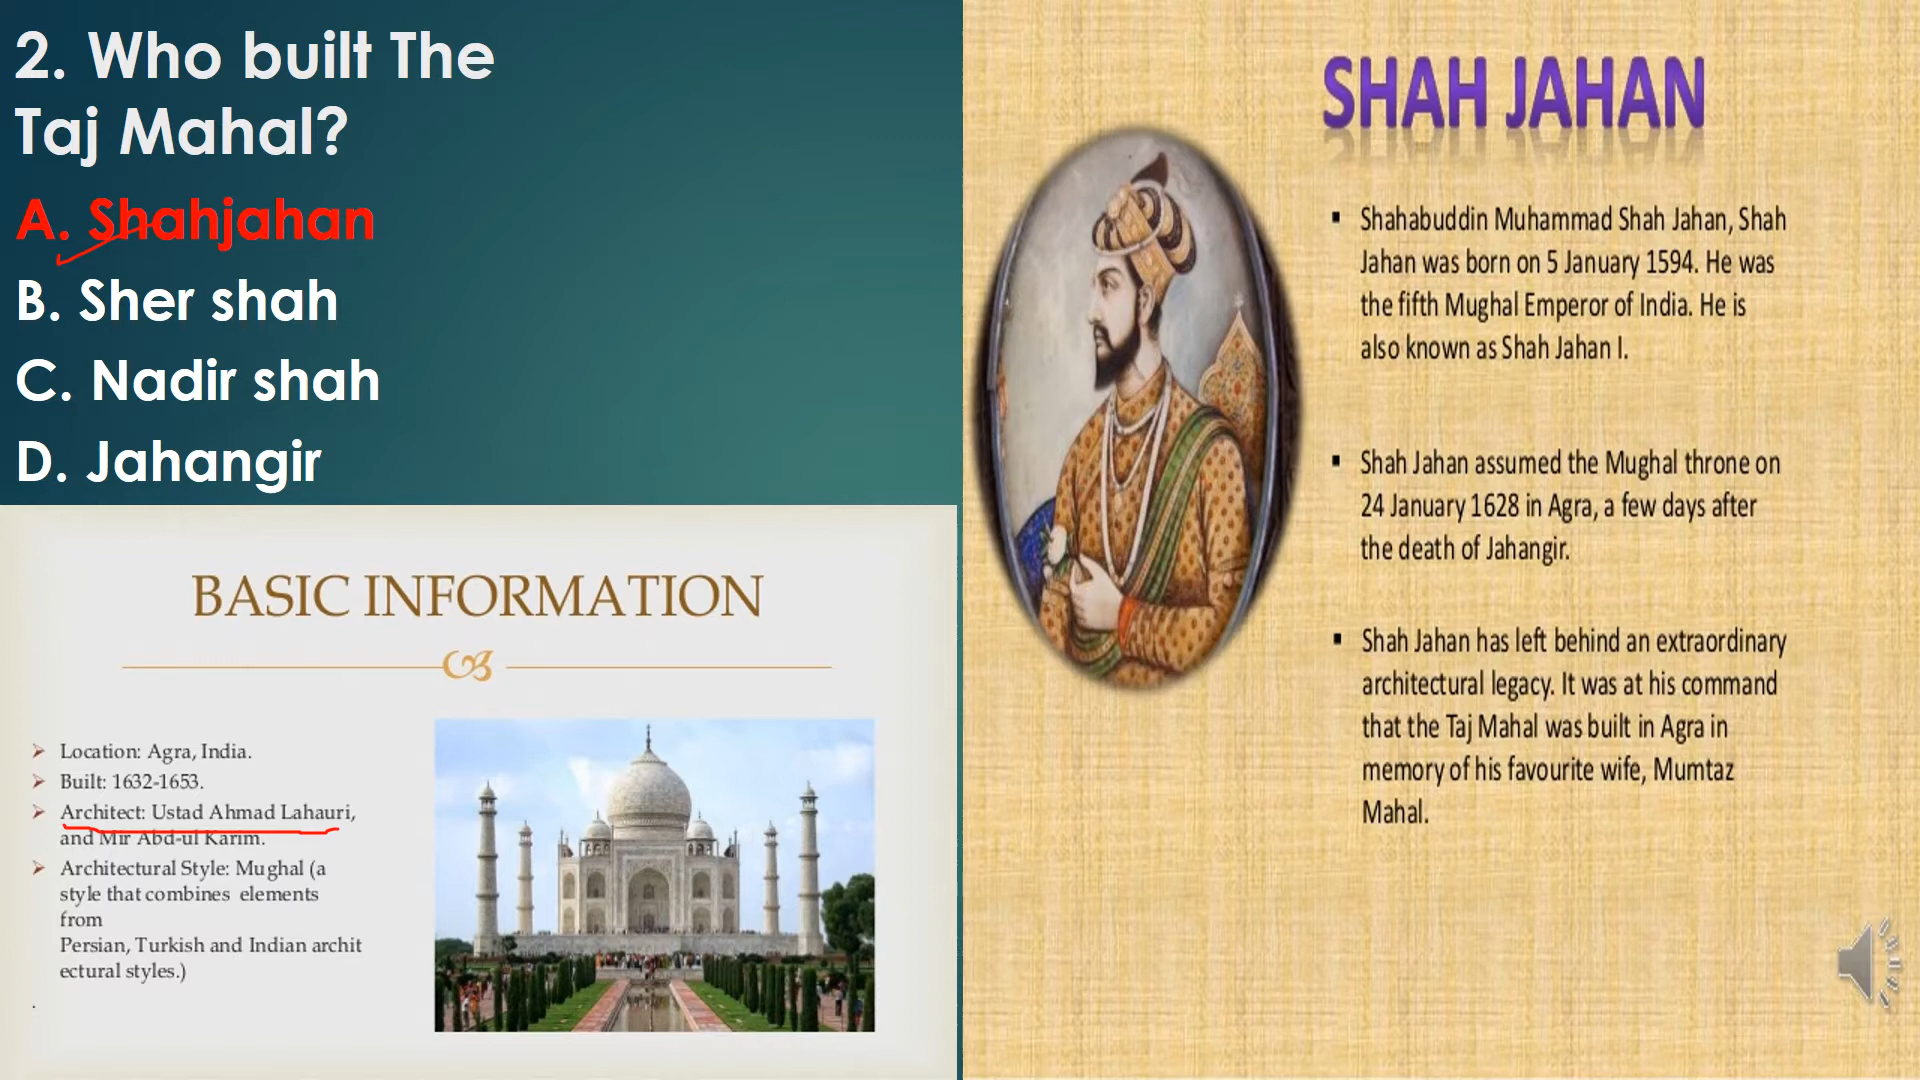 2. Who built The
Taj Mahal?
A. Shahjahan
B. Sher shah
C. Nadir shah
D. Jahangir
BASIC INFORMATION
Location: Agra, India.
Built: 1632-1653.
Architect: Ustad Ahmad Lahauri,
and Mir Abd-ul Karim.
Architectural Style: Mughal (a
style that combines elements
from
Persian, Turkish and Indian archit
ectural styles.)
.
SHAH JAHAN
Shahabuddin Muhammad Shah Jahan, Shah
Jahan was born on 5 January 1594. He was
the fifth Mughal Emperor of India. He is
also known as Shah Jahan I.
Shah Jahan assumed the Mughal throne on
24 January 1628 in Agra, a few days after
the death of Jahangir.
Shah Jahan has left behind an extraordinary
architectural legacy. It was at his command
that the Taj Mahal was built in Agra in
memory of his favourite wife, Mumtaz
Mahal.